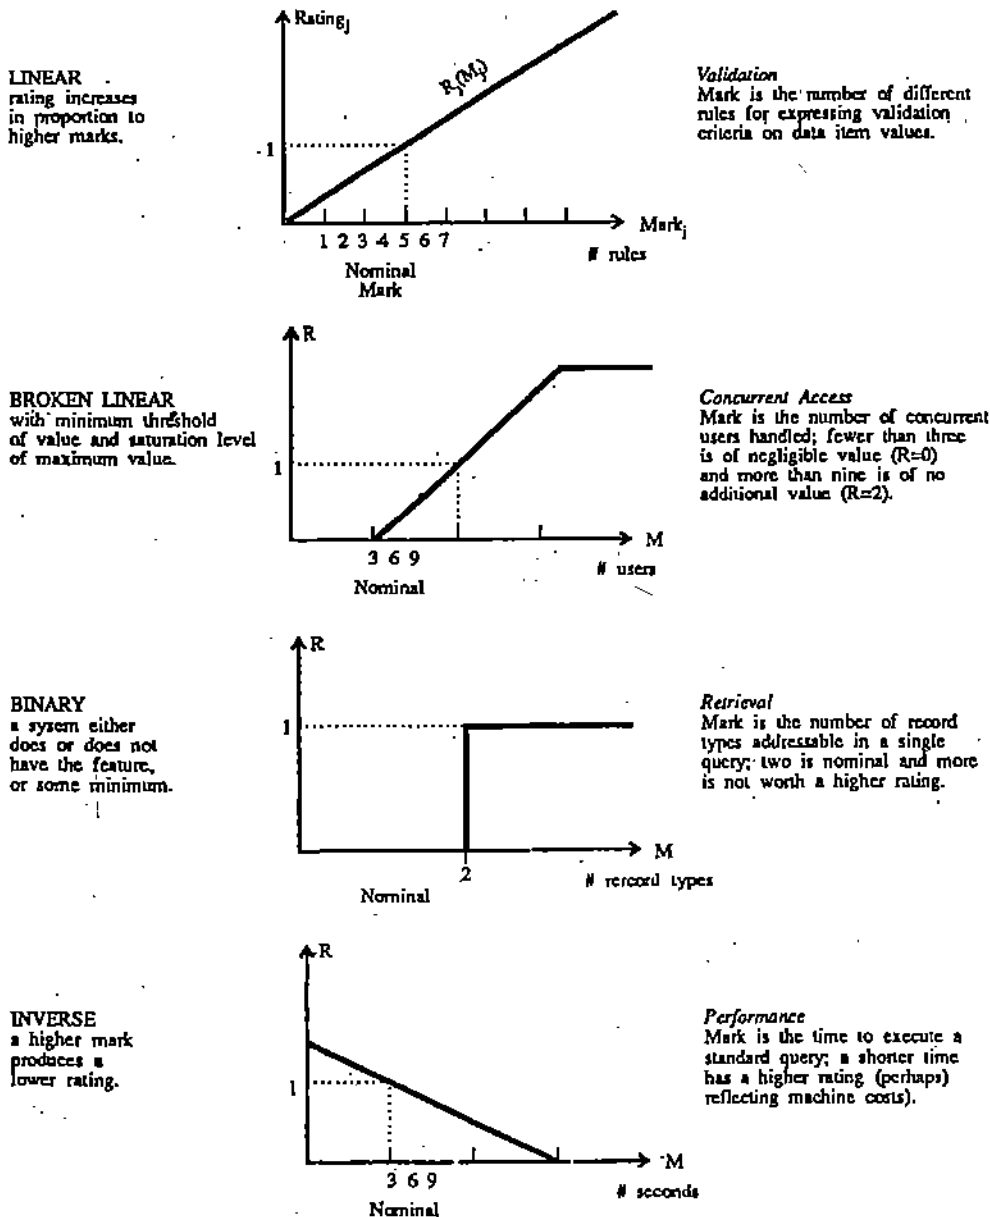 Rating_j
LINEAR
rating increases
in proportion to
higher marks.
R_j(M_j)
Validation
Mark is the number of different
rules for expressing validation
criteria on data item values.
1
1 2 3 4 5 6 7
Mark_j
# rules
Nominal
Mark
R
BROKEN LINEAR
with minimum threshold
of value and saturation level
of maximum value.
1
Concurrent Access
Mark is the number of concurrent
users handled; fewer than three
is of negligible value (R=0)
and more than nine is of no
additional value (R=2).
3 6 9
M
# users
Nominal
R
BINARY
a sysem either
does or does not
have the feature,
or some minimum.
1
Retrieval
Mark is the number of record
types addressable in a single
query; two is nominal and more
is not worth a higher rating.
M
2
# rercord types
Nominal
R
INVERSE
a higher mark
produces a
lower rating.
1
Performance
Mark is the time to execute a
standard query; a shorter time
has a higher rating (perhaps)
reflecting machine costs).
M
3 6 9
# seconds
Nominal